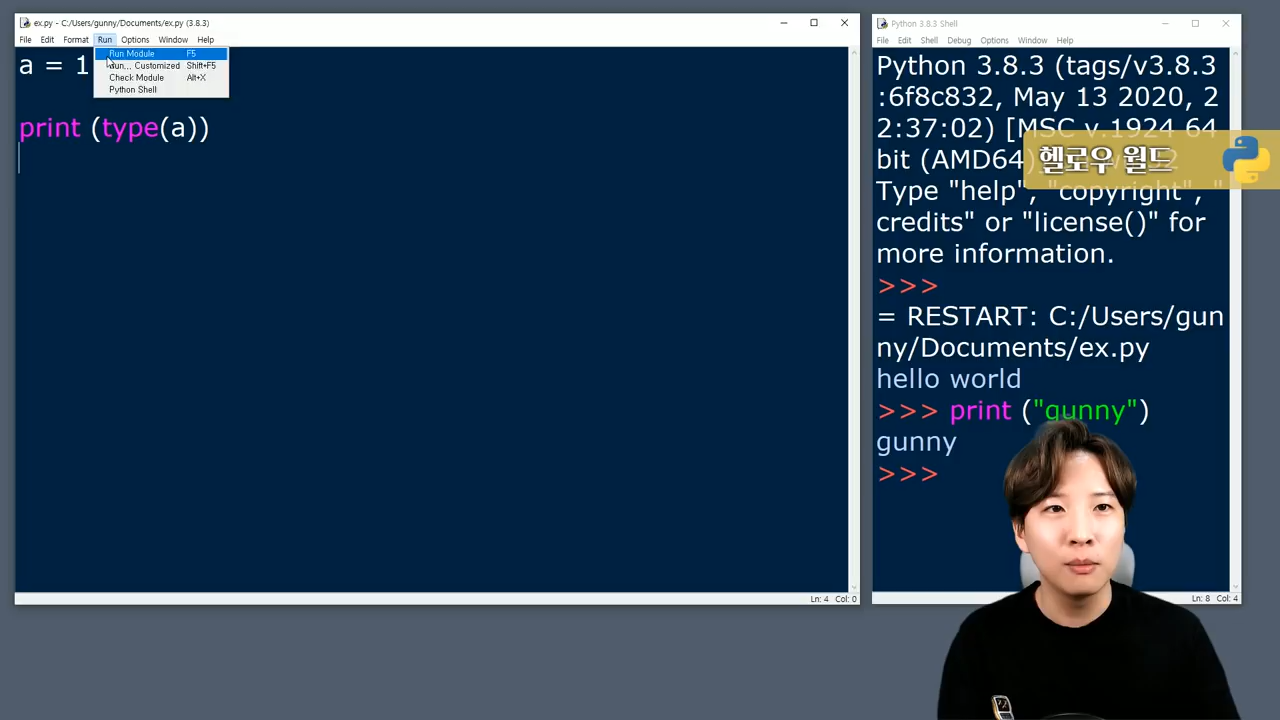 ex.py - C:/Users/gunny/Documents/ex.py (3.8.3)
File Edit Format Run Options Window Help
Run Module F5
Run... Customized Shift+F5
Check Module Alt+X
Python Shell
a = 1
print (type(a))
Ln: 4 Col: 0
Python 3.8.3 Shell
File Edit Shell Debug Options Window Help
Python 3.8.3 (tags/v3.8.3
:6f8c832, May 13 2020, 2
2:37:02) [MSC v.1924 64
bit (AMD64)
헬로우 월드
Type "help", "copyright", "
credits" or "license()" for
more information.
>>>
= RESTART: C:/Users/gun
ny/Documents/ex.py
hello world
>>> print ("gunny")
gunny
>>>
Ln: 8 Col: 4